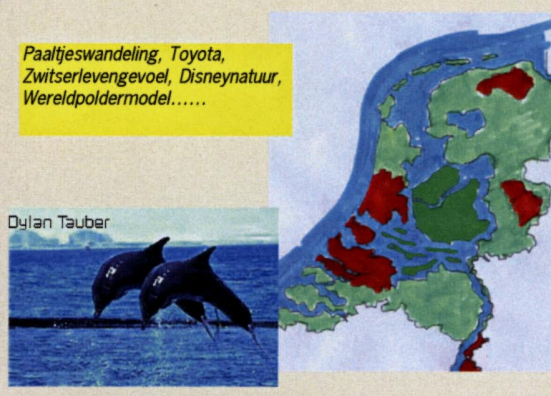 Paaltjeswandeling, Toyota,
Zwitserlevengevoel, Disneynatuur,
Wereldpoldermodel......
Dylan Tauber